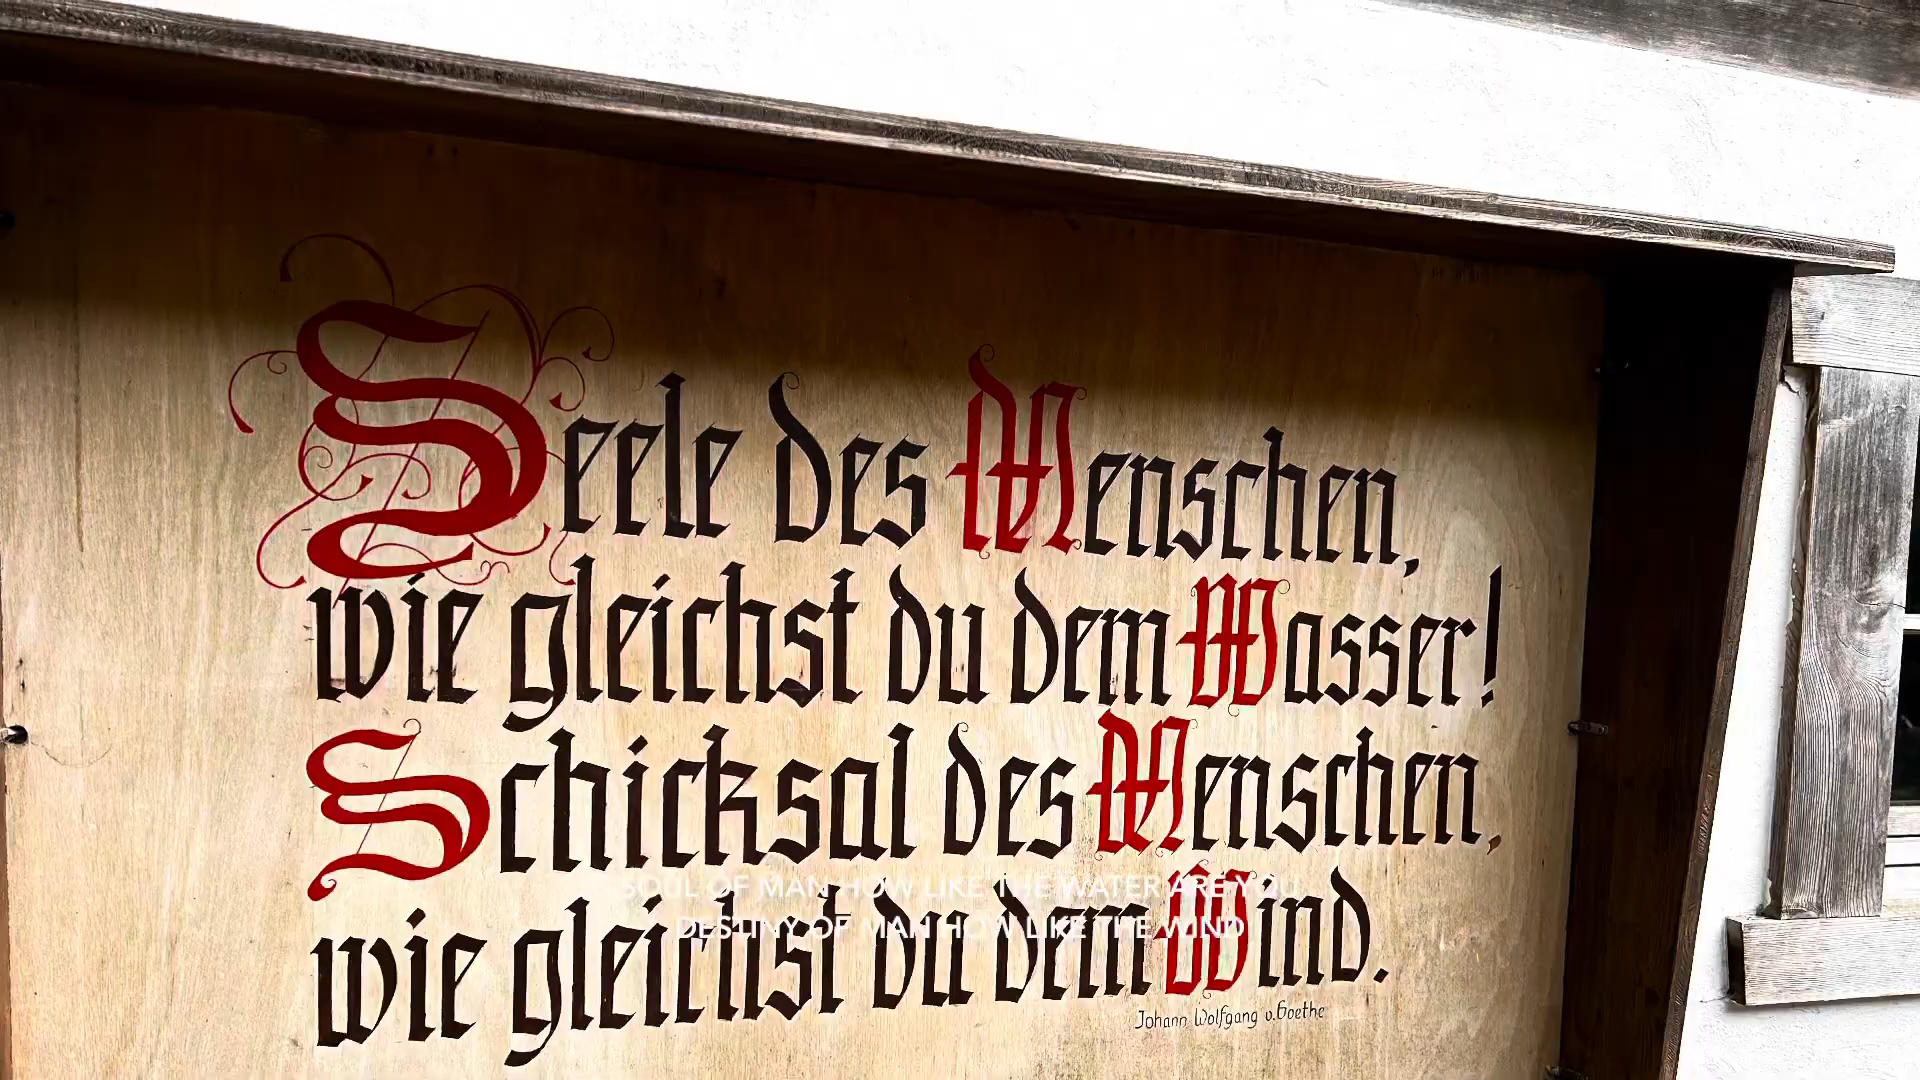 Seele des Menschen,
wie gleichst du dem Wasser!
Schicksal des Menschen,
wie gleichst du dem Wind.
Johann Wolfgang v. Goethe
SOUL OF MAN HOW LIKE THE WATER ARE YOU
DESTINY OF MAN HOW LIKE THE WIND